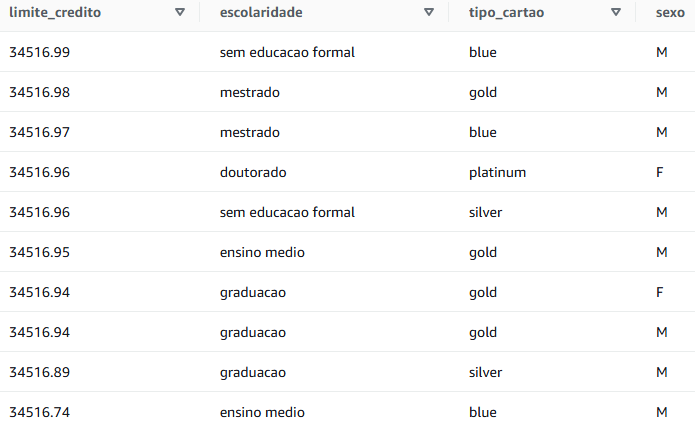 limite_credito escolaridade tipo_cartao sexo
34516.99 sem educacao formal blue M
34516.98 mestrado gold M
34516.97 mestrado blue M
34516.96 doutorado platinum F
34516.96 sem educacao formal silver M
34516.95 ensino medio gold M
34516.94 graduacao gold F
34516.94 graduacao gold M
34516.89 graduacao silver M
34516.74 ensino medio blue M